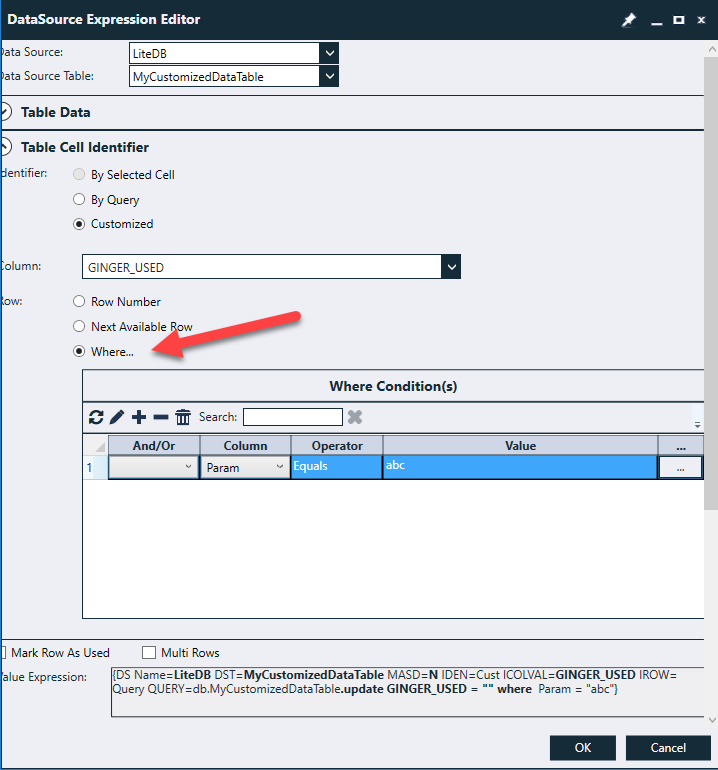 DataSource Expression Editor
Data Source: LiteDB
Data Source Table: MyCustomizedDataTable
Table Data
Table Cell Identifier
Identifier: By Selected Cell
By Query
Customized
Column: GINGER_USED
Row: Row Number
Next Available Row
Where...
Where Condition(s)
Search:
And/Or Column Operator Value ...
1 Param Equals abc ...
Mark Row As Used Multi Rows
Value Expression: {DS Name=LiteDB DST=MyCustomizedDataTable MASD=N IDEN=Cust ICOLVAL=GINGER_USED IROW=
Query QUERY=db.MyCustomizedDataTable.update GINGER_USED = "" where Param = "abc"}
OK Cancel